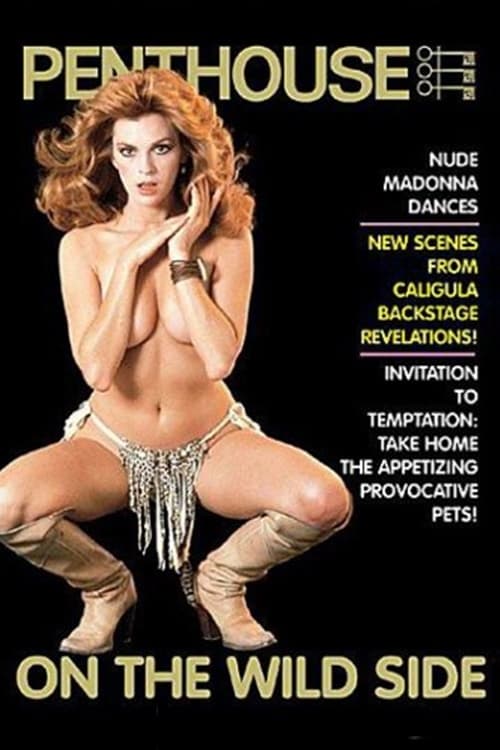 PENTHOUSE
NUDE
MADONNA
DANCES
NEW SCENES
FROM
CALIGULA
BACKSTAGE
REVELATIONS!
INVITATION
TO
TEMPTATION:
TAKE HOME
THE APPETIZING
PROVOCATIVE
PETS!
ON THE WILD SIDE